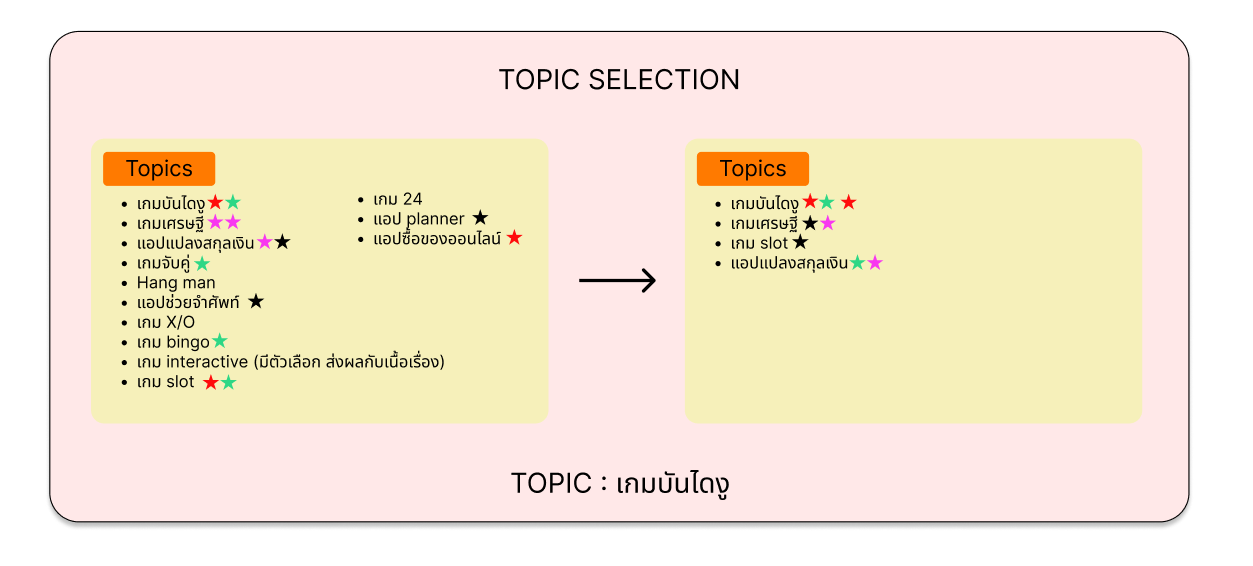 TOPIC SELECTION
Topics
• เกมบันไดงู
• เกมเศรษฐี
• แอปแปลงสกุลเงิน
• เกมจับคู่
• Hang man
• แอปช่วยจำศัพท์
• เกม X/O
• เกม bingo
• เกม interactive (มีตัวเลือก ส่งผลกับเนื้อเรื่อง)
• เกม slot
• เกม 24
• แอป planner
• แอปซื้อของออนไลน์
Topics
• เกมบันไดงู
• เกมเศรษฐี
• เกม slot
• แอปแปลงสกุลเงิน
TOPIC : เกมบันไดงู